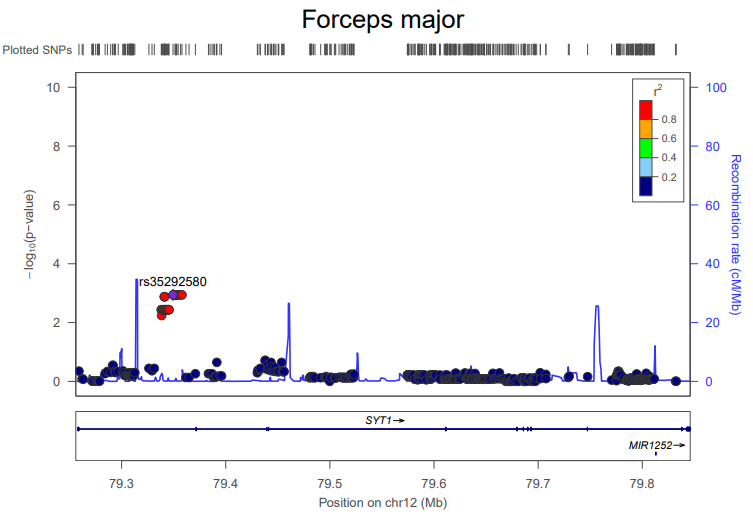 Forceps major
Plotted SNPs
10
8
6
4
2
0
−log10(p−value)
100
80
60
40
20
0
Recombination rate (cM/Mb)
r2
0.8
0.6
0.4
0.2
rs35292580
SYT1→
MIR1252→
79.3 79.4 79.5 79.6 79.7 79.8
Position on chr12 (Mb)